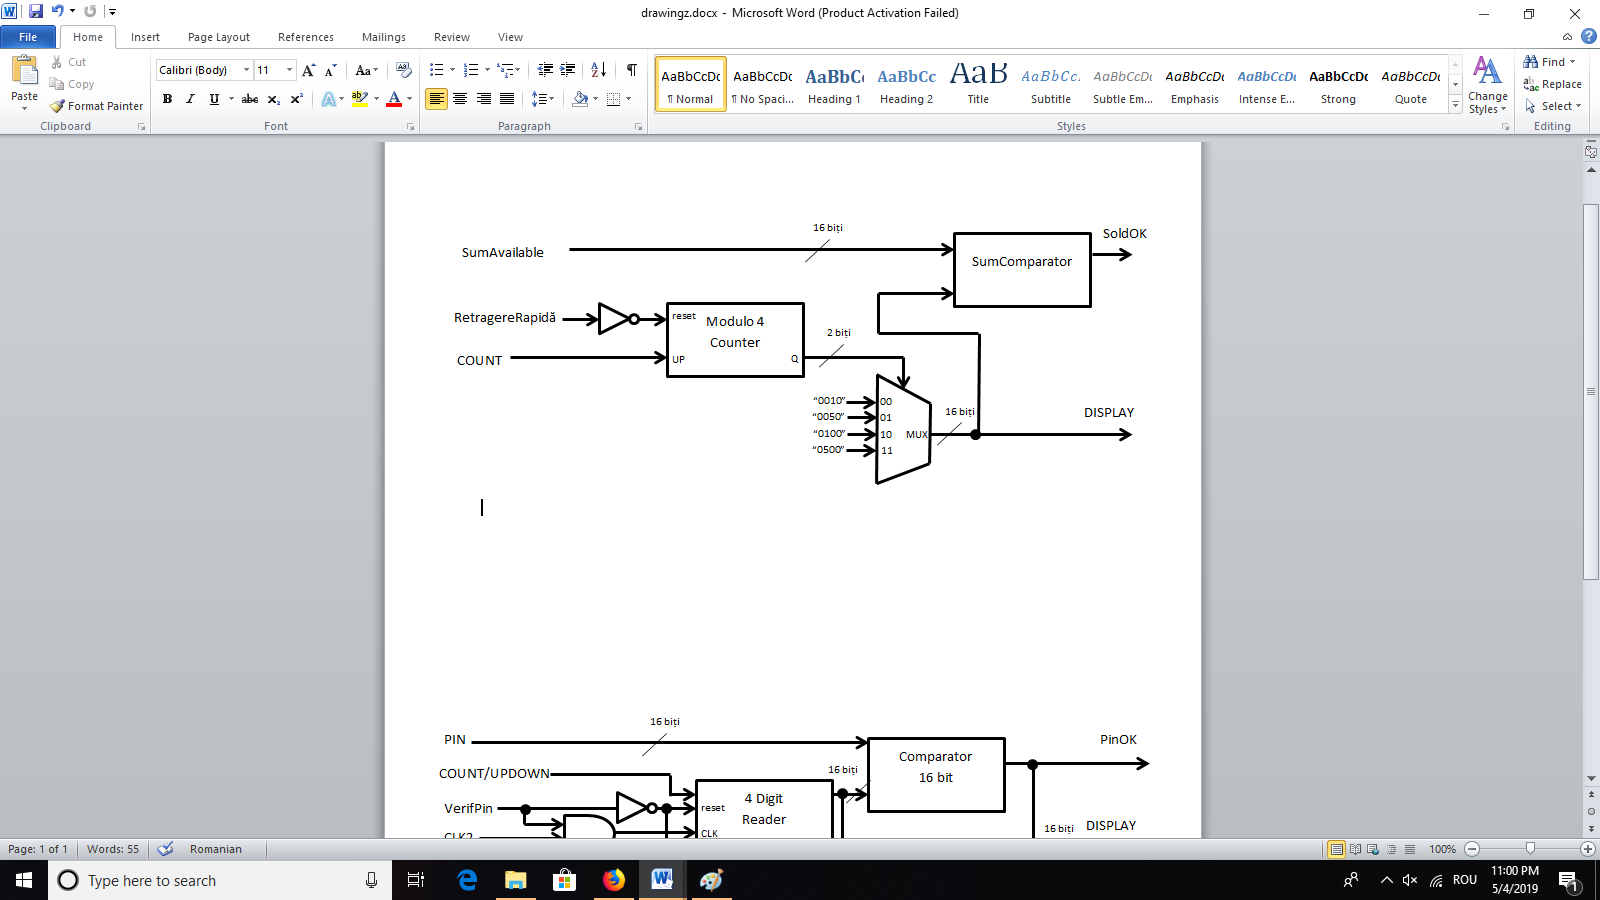 drawingz.docx - Microsoft Word (Product Activation Failed)
File Home Insert Page Layout References Mailings Review View
Paste
Cut
Copy
Format Painter
Clipboard
Calibri (Body) 11
Font
Paragraph
AaBbCcDc AaBbCcDc AaBbC AaBbCc AaB AaBbCc. AaBbCcDc AaBbCcDc AaBbCcDc AaBbCcDc AaBbCcDc
¶ Normal ¶ No Spaci... Heading 1 Heading 2 Title Subtitle Subtle Em... Emphasis Intense E... Strong Quote
Styles
Change Styles
Find
Replace
Select
Editing
16 biți
SumAvailable
SumComparator
SoldOK
RetragereRapidă
reset
Modulo 4
Counter
2 biți
COUNT
UP
Q
"0010" 00
"0050" 01
"0100" 10
"0500" 11
MUX
16 biți
DISPLAY
16 biți
PIN
Comparator
16 bit
PinOK
COUNT/UPDOWN
16 biți
VerifPin
reset
4 Digit
Reader
CLK2
CLK
16 biți
DISPLAY
Page: 1 of 1 Words: 55 Romanian 100%
Type here to search
ROU
11:00 PM
5/4/2019
1